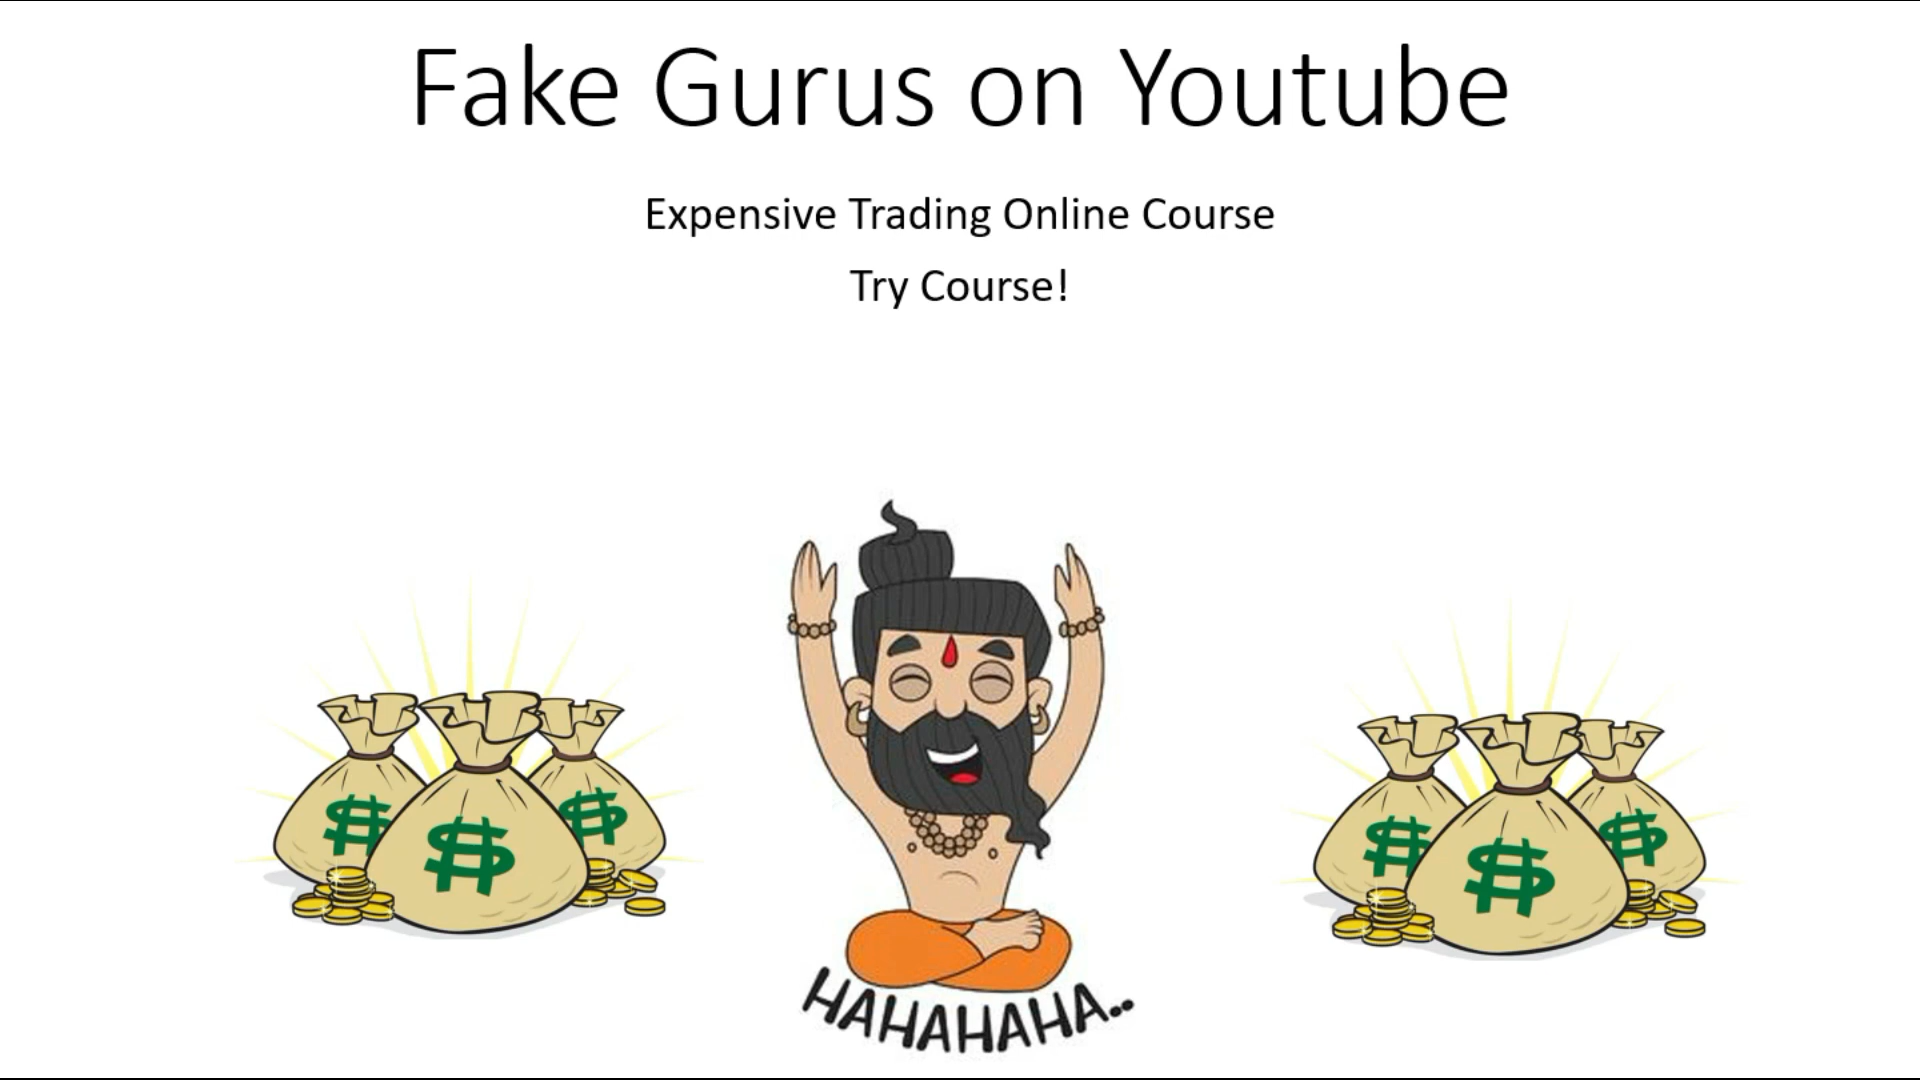 Fake Gurus on Youtube
Expensive Trading Online Course
Try Course!
$ $ $
$ $ $
HAHAHAHA..